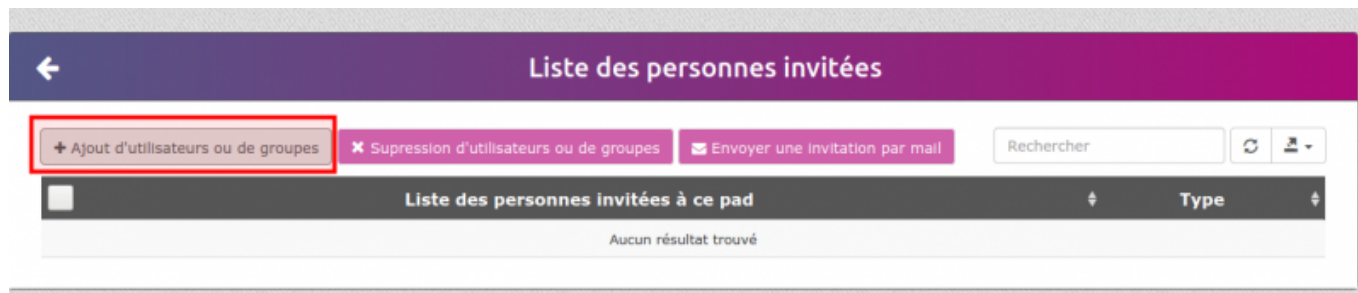 Liste des personnes invitées
Ajout d'utilisateurs ou de groupes Supression d'utilisateurs ou de groupes Envoyer une invitation par mail Rechercher
Liste des personnes invitées à ce pad Type
Aucun résultat trouvé